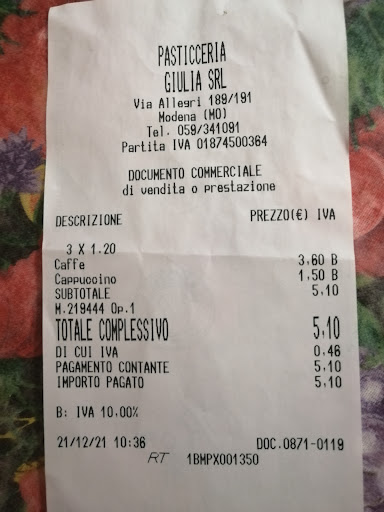 PASTICCERIA
GIULIA SRL
Via Allegri 189/191
Modena (MO)
Tel. 059/341091
Partita IVA 01874500364
DOCUMENTO COMMERCIALE
di vendita o prestazione
DESCRIZIONE PREZZO(€) IVA
3 X 1.20
Caffe 3,60 B
Cappuccino 1,50 B
SUBTOTALE 5,10
M.219444 Op.1
TOTALE COMPLESSIVO 5,10
DI CUI IVA 0,46
PAGAMENTO CONTANTE 5,10
IMPORTO PAGATO 5,10
B: IVA 10,00%
21/12/21 10:36 DOC.0871-0119
RT 1BMPX001350